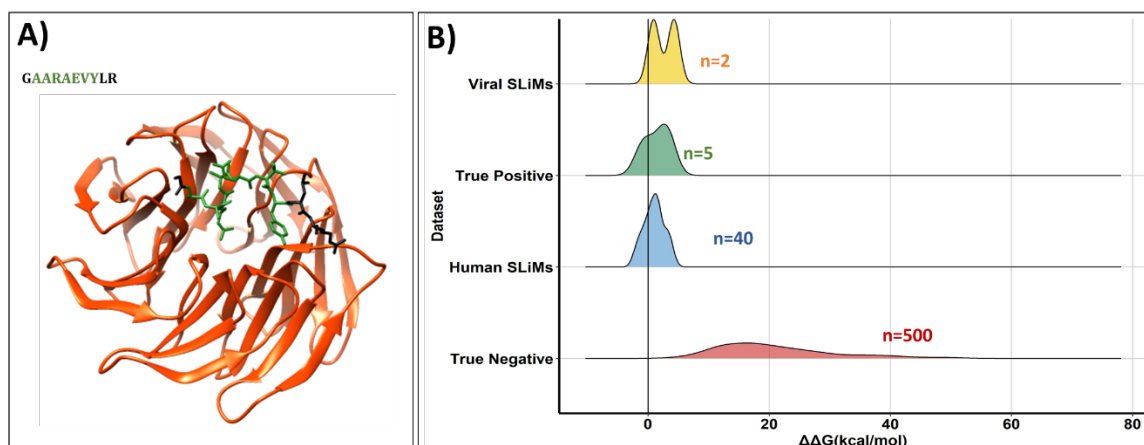 A)
GAARAEVYLR
B)
Viral SLiMs
n=2
True Positive
n=5
Human SLiMs
n=40
True Negative
n=500
Dataset
0
20
40
60
80
ΔΔG(kcal/mol)